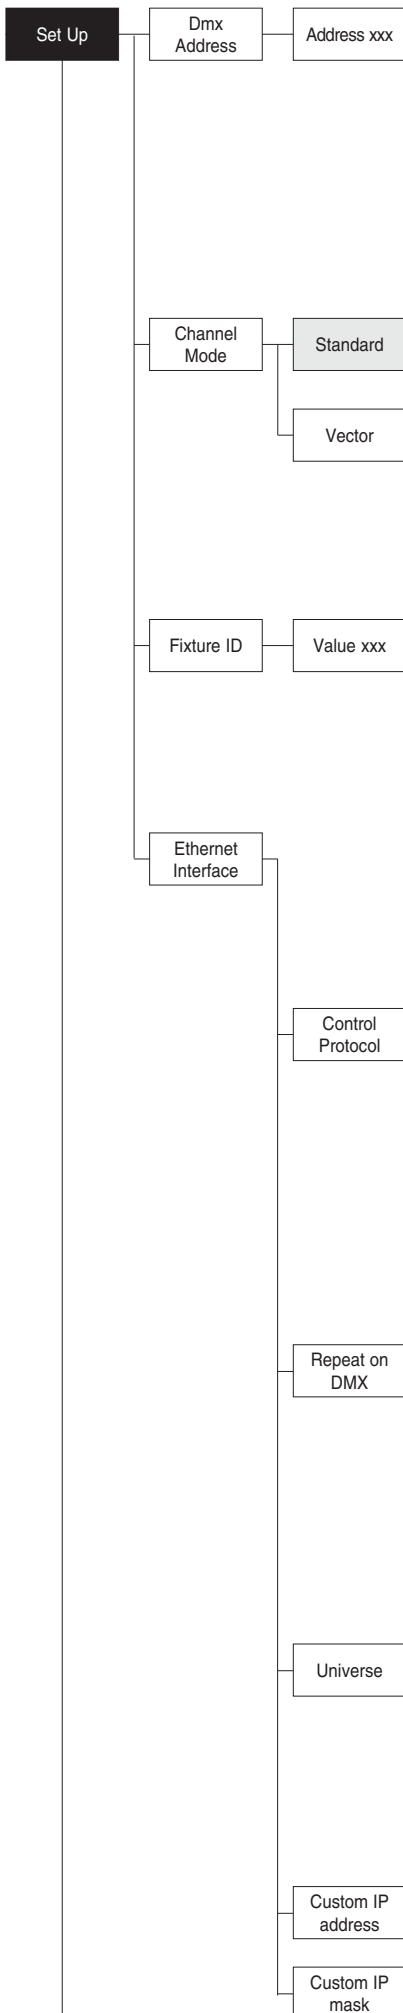 Set Up
Dmx
Address
Address xxx
Channel
Mode
Standard
Vector
Fixture ID
Value xxx
Ethernet
Interface
Control
Protocol
Repeat on
DMX
Universe
Custom IP
address
Custom IP
mask